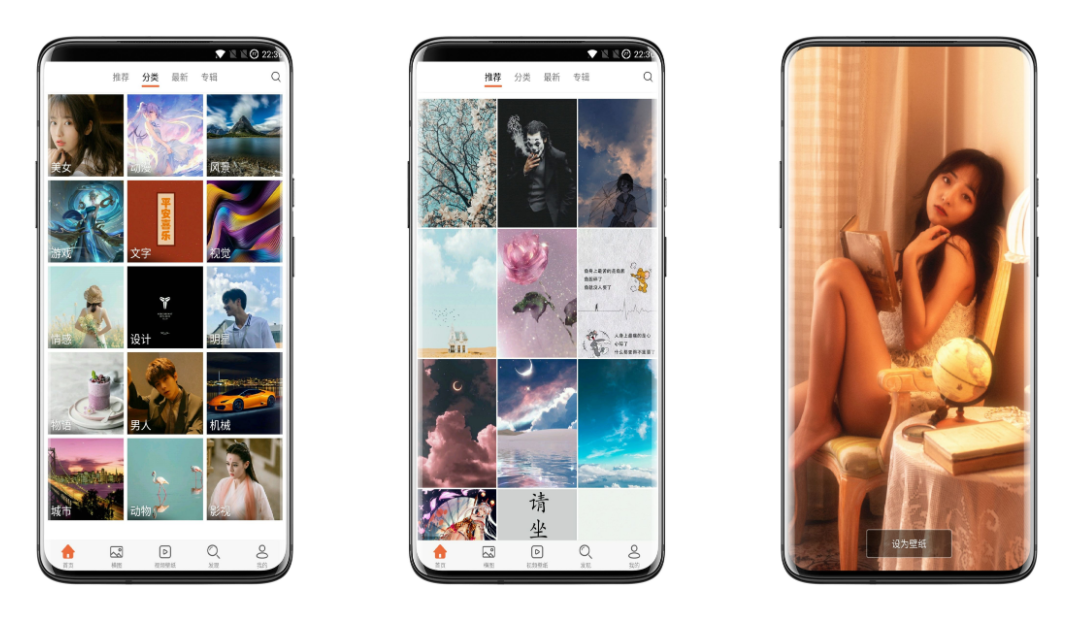 22:3
推荐 分类 最新 专辑
美女 动漫 风景
游戏 文字 视觉
平安喜乐
情感 设计 明星
物语 男人 机械
城市 动物 影视
首页 横图 视频壁纸 发现 我的
22:3
推荐 分类 最新 专辑
请
坐
首页 横图 视频壁纸 发现 我的
设为壁纸